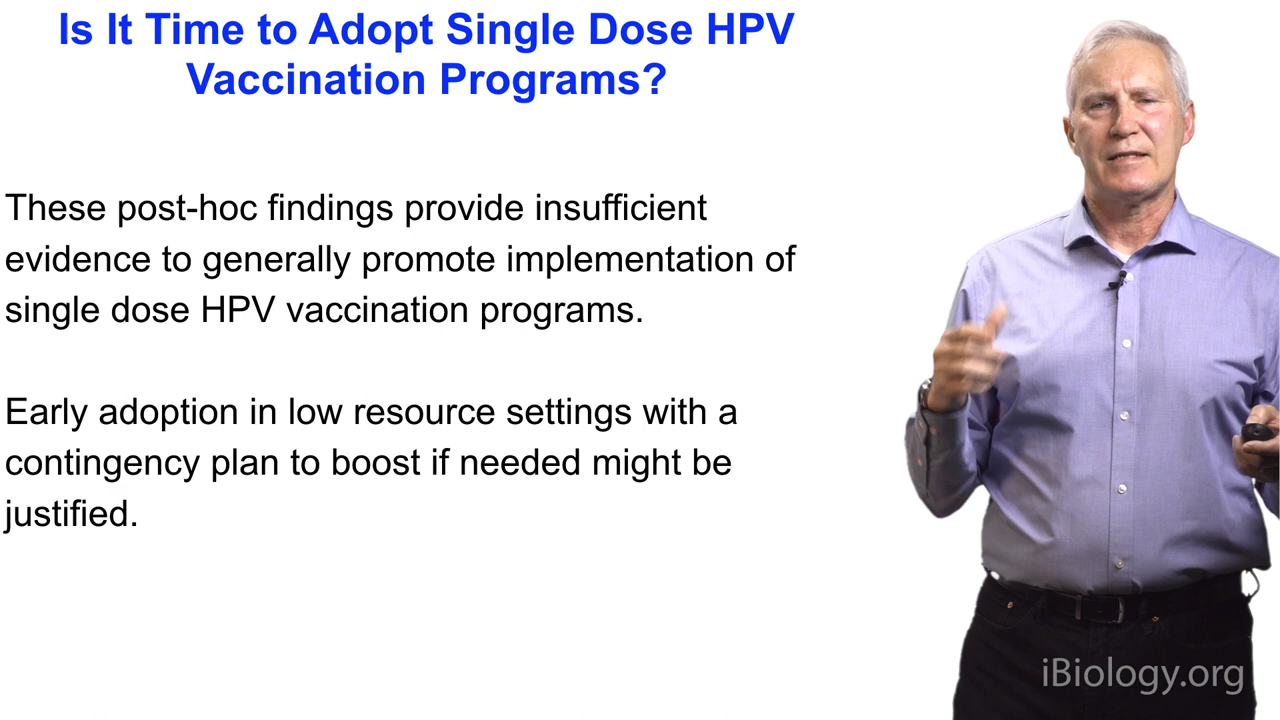 Is It Time to Adopt Single Dose HPV
Vaccination Programs?
These post-hoc findings provide insufficient
evidence to generally promote implementation of
single dose HPV vaccination programs.
Early adoption in low resource settings with a
contingency plan to boost if needed might be
justified.
iBiology.org